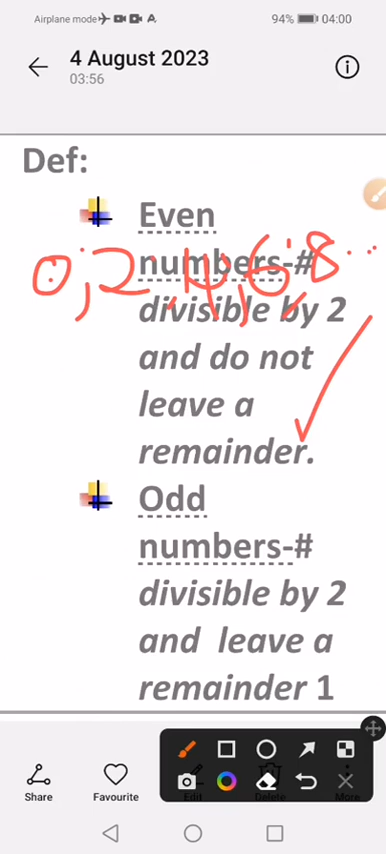 Airplane mode 94% 04:00
4 August 2023
03:56
Def:
Even
numbers-#
0, 2, 4, 6, 8 ...
divisible by 2
and do not
leave a
remainder.
Odd
numbers-#
divisible by 2
and leave a
remainder 1
Share Favourite Edit Delete More